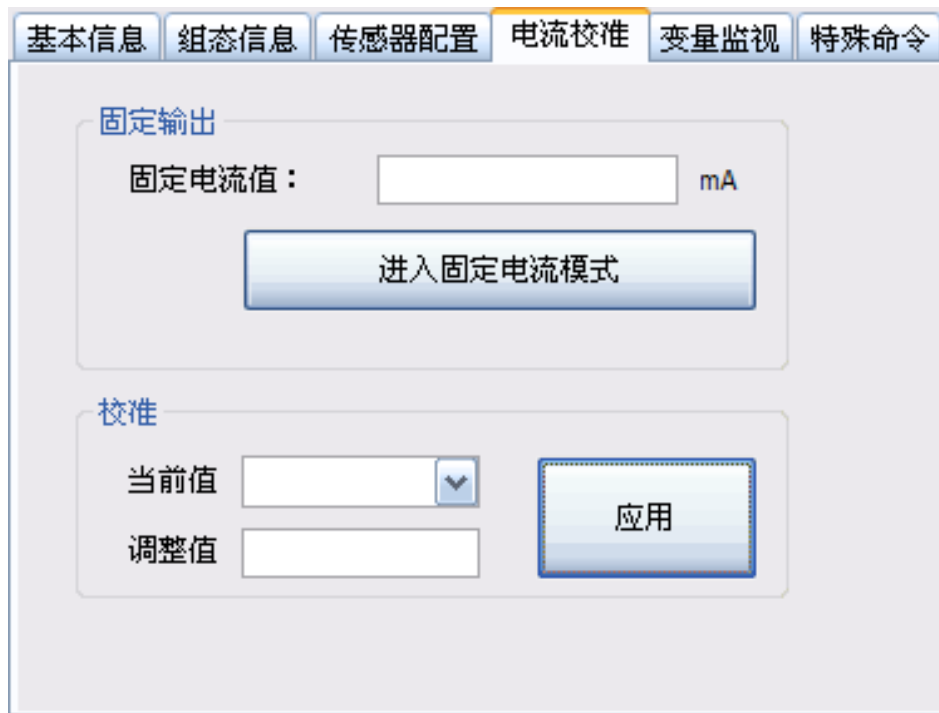 基本信息 组态信息 传感器配置 电流校准 变量监视 特殊命令
固定输出
固定电流值： mA
进入固定电流模式
校准
当前值
应用
调整值